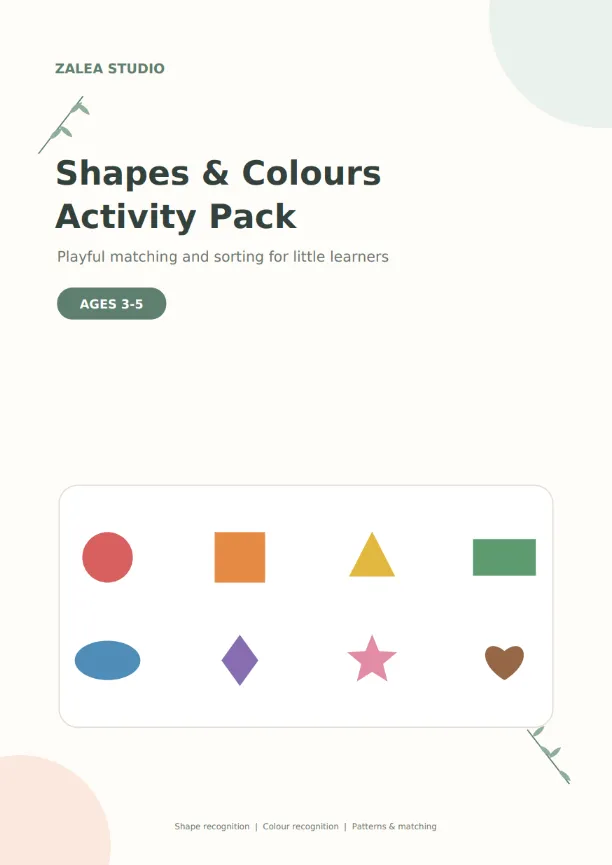 ZALEA STUDIO
Shapes & Colours
Activity Pack
Playful matching and sorting for little learners
AGES 3-5
Shape recognition | Colour recognition | Patterns & matching